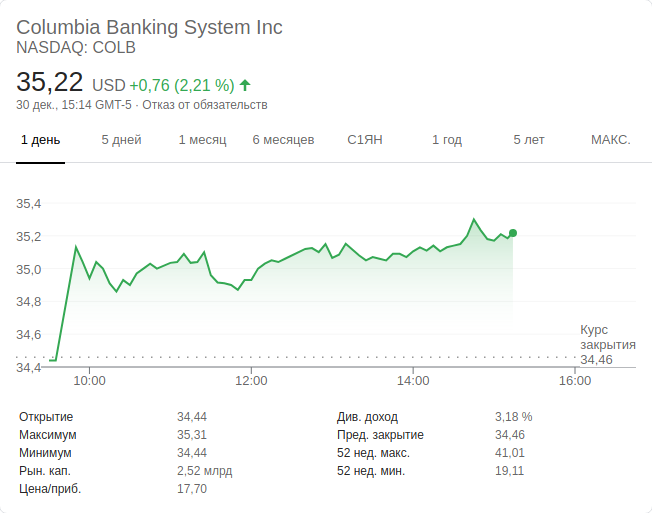 Columbia Banking System Inc
NASDAQ: COLB
35,22 USD +0,76 (2,21 %)
30 дек., 15:14 GMT-5 · Отказ от обязательств
1 день 5 дней 1 месяц 6 месяцев С1ЯН 1 год 5 лет МАКС.
35,4
35,2
35,0
34,8
34,6
34,4
Курс
закрытия
34,46
10:00 12:00 14:00 16:00
Открытие 34,44 Див. доход 3,18 %
Максимум 35,31 Пред. закрытие 34,46
Минимум 34,44 52 нед. макс. 41,01
Рын. кап. 2,52 млрд 52 нед. мин. 19,11
Цена/приб. 17,70